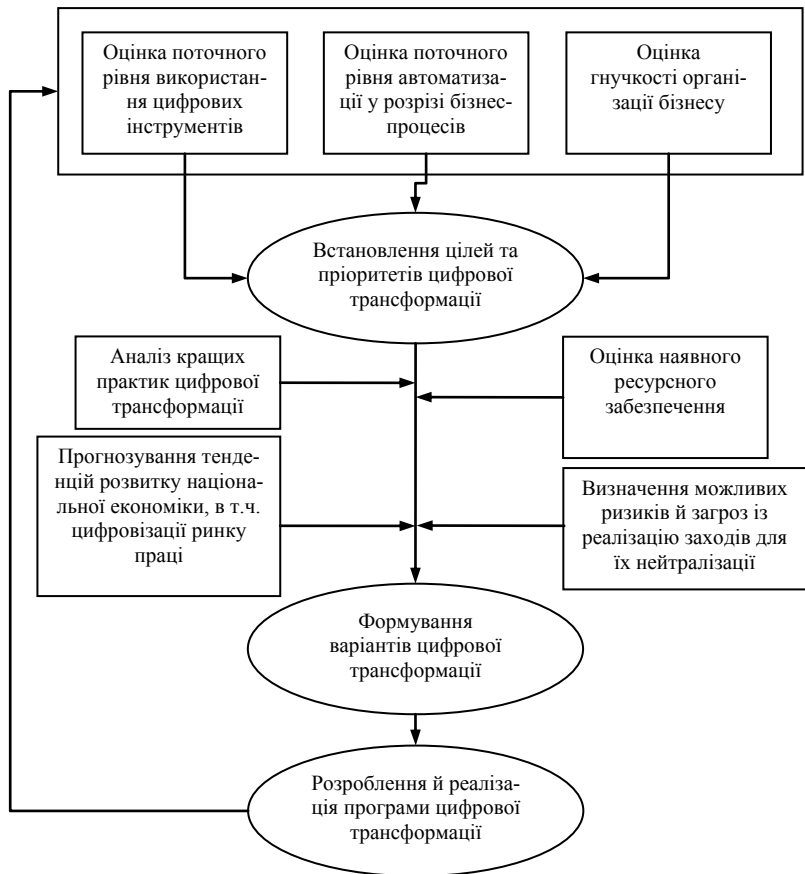 Оцінка поточного
рівня використан-
ня цифрових
інструментів
Оцінка поточного
рівня автоматиза-
ції у розрізі бізнес-
процесів
Оцінка
гнучкості органі-
зації бізнесу
Встановлення цілей та
пріоритетів цифрової
трансформації
Аналіз кращих
практик цифрової
трансформації
Оцінка наявного
ресурсного
забезпечення
Прогнозування тенде-
нцій розвитку націона-
льної економіки, в т.ч.
цифровізації ринку
праці
Визначення можливих
ризиків й загроз із
реалізацію заходів для
їх нейтралізації
Формування
варіантів цифрової
трансформації
Розроблення й реаліза-
ція програми цифрової
трансформації